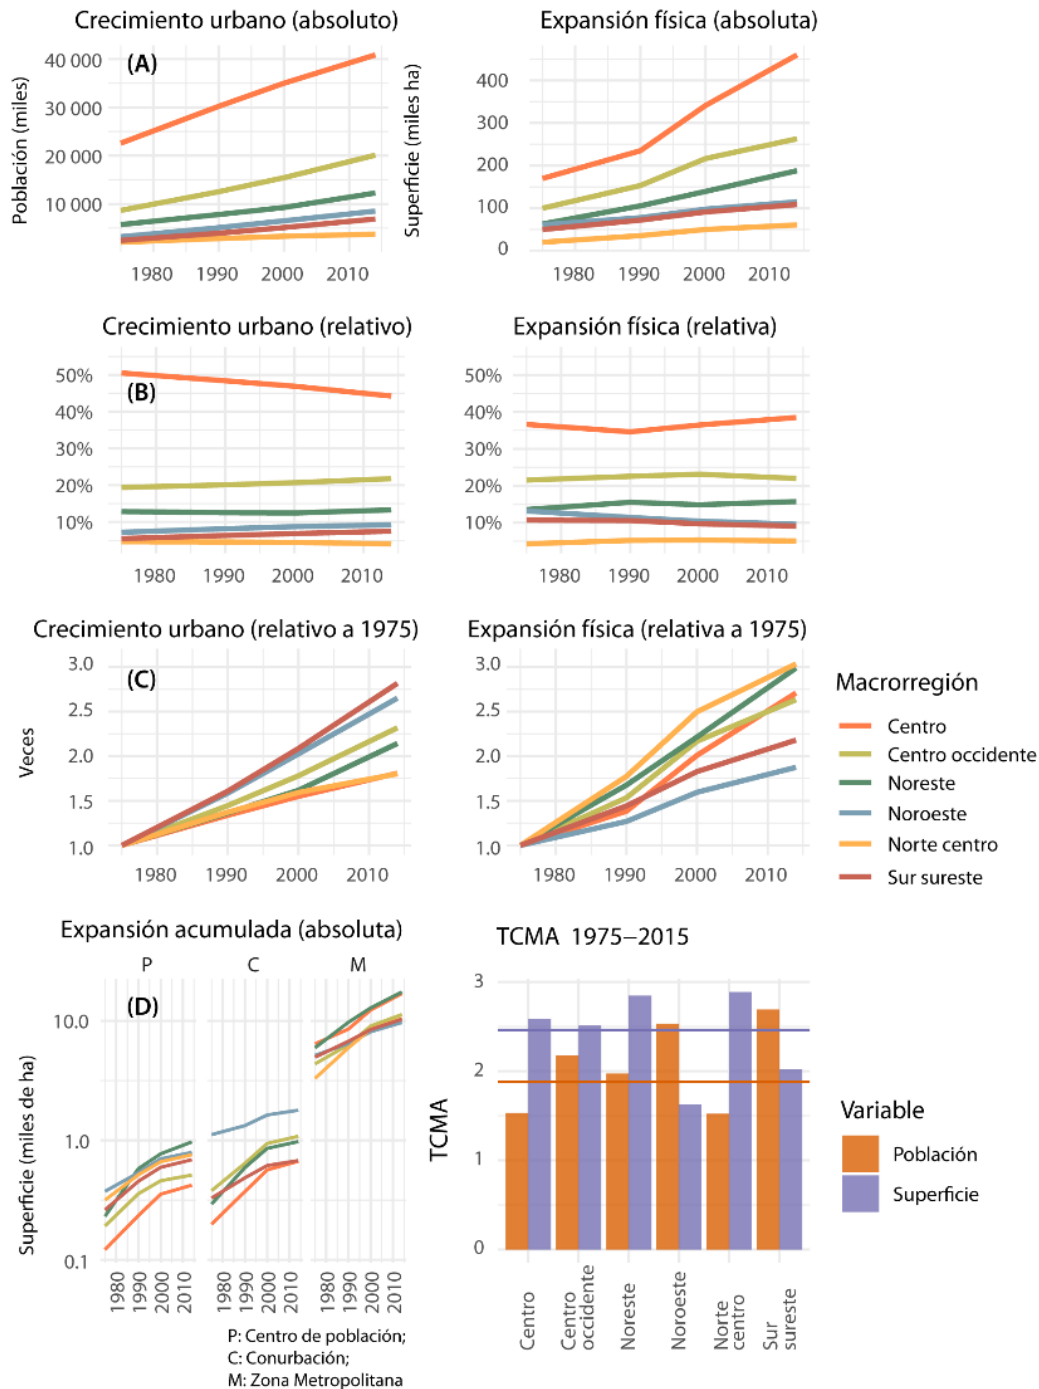 Crecimiento urbano (absoluto)
Expansión física (absoluta)
(A)
Población (miles)
40 000
30 000
20 000
10 000
1980 1990 2000 2010
Superficie (miles ha)
400
300
200
100
0
1980 1990 2000 2010
Crecimiento urbano (relativo)
Expansión física (relativa)
(B)
50%
40%
30%
20%
10%
1980 1990 2000 2010
50%
40%
30%
20%
10%
1980 1990 2000 2010
Crecimiento urbano (relativo a 1975)
Expansión física (relativa a 1975)
(C)
Veces
3.0
2.5
2.0
1.5
1.0
1980 1990 2000 2010
3.0
2.5
2.0
1.5
1.0
1980 1990 2000 2010
Macrorregión
Centro
Centro occidente
Noreste
Noroeste
Norte centro
Sur sureste
Expansión acumulada (absoluta)
P C M
(D)
Superficie (miles de ha)
10.0
1.0
0.1
1980 1990 2000 2010
1980 1990 2000 2010
1980 1990 2000 2010
P: Centro de población;
C: Conurbación;
M: Zona Metropolitana
TCMA 1975–2015
TCMA
3
2
1
0
Centro
Centro
occidente
Noreste
Noroeste
Norte
centro
Sur
sureste
Variable
Población
Superficie